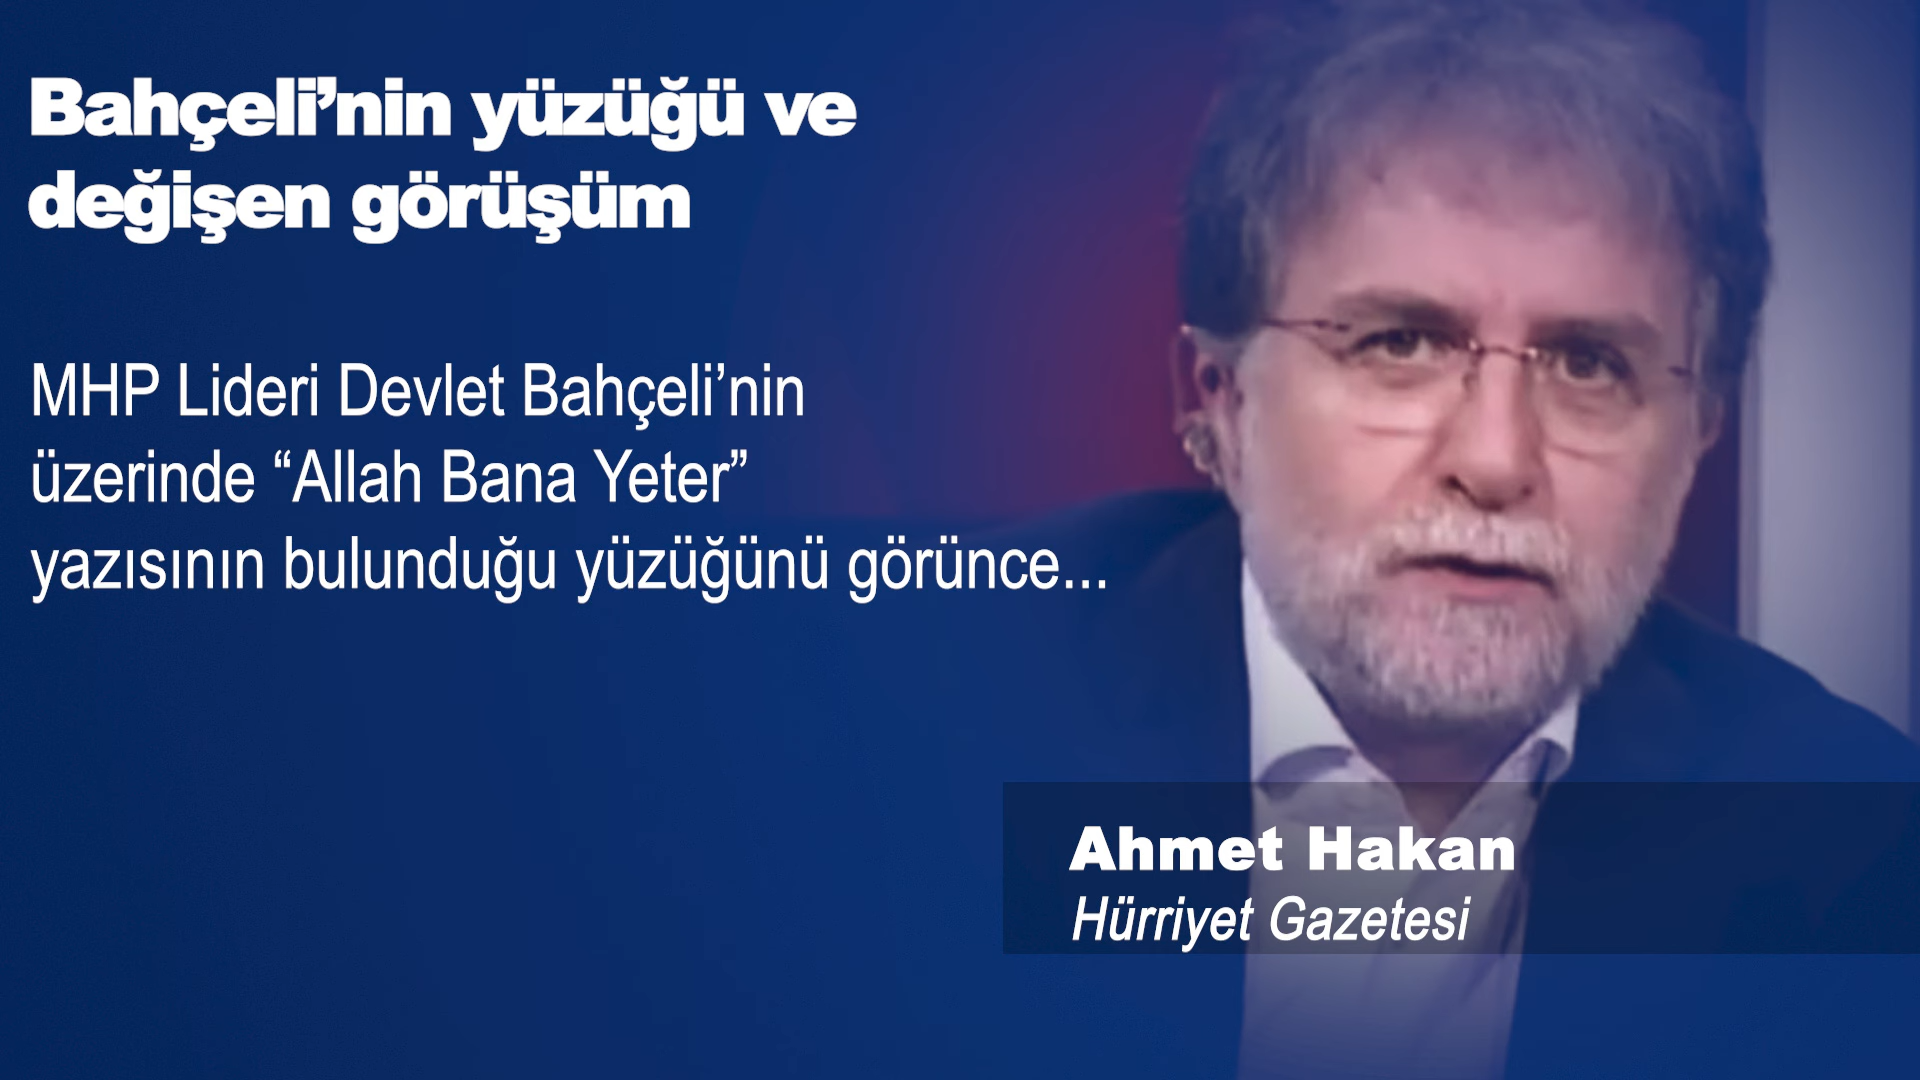 Bahçeli’nin yüzüğü ve
değişen görüşüm
MHP Lideri Devlet Bahçeli’nin
üzerinde “Allah Bana Yeter”
yazısının bulunduğu yüzüğünü görünce...
Ahmet Hakan
Hürriyet Gazetesi